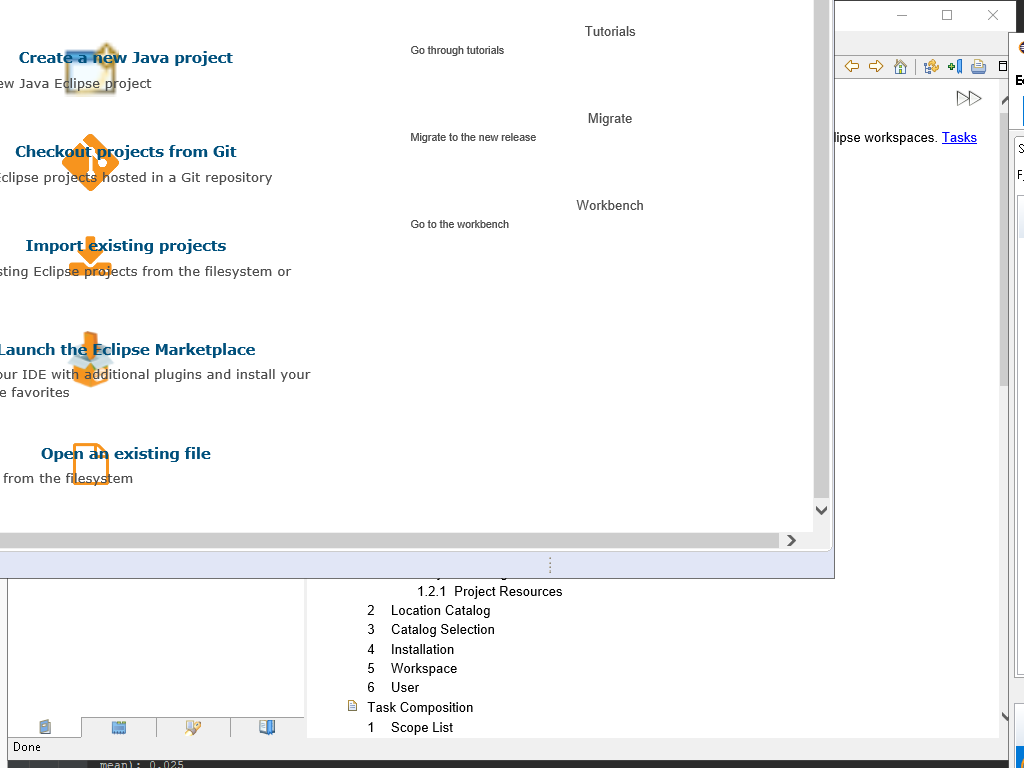 Create a new Java project
ew Java Eclipse project
Checkout projects from Git
Eclipse projects hosted in a Git repository
Import existing projects
sting Eclipse projects from the filesystem or
Launch the Eclipse Marketplace
our IDE with additional plugins and install your
e favorites
Open an existing file
from the filesystem
Tutorials
Go through tutorials
Migrate
Migrate to the new release
Workbench
Go to the workbench
lipse workspaces. Tasks
1.2.1 Project Resources
2 Location Catalog
3 Catalog Selection
4 Installation
5 Workspace
6 User
Task Composition
1 Scope List
Done
mean): 0.025